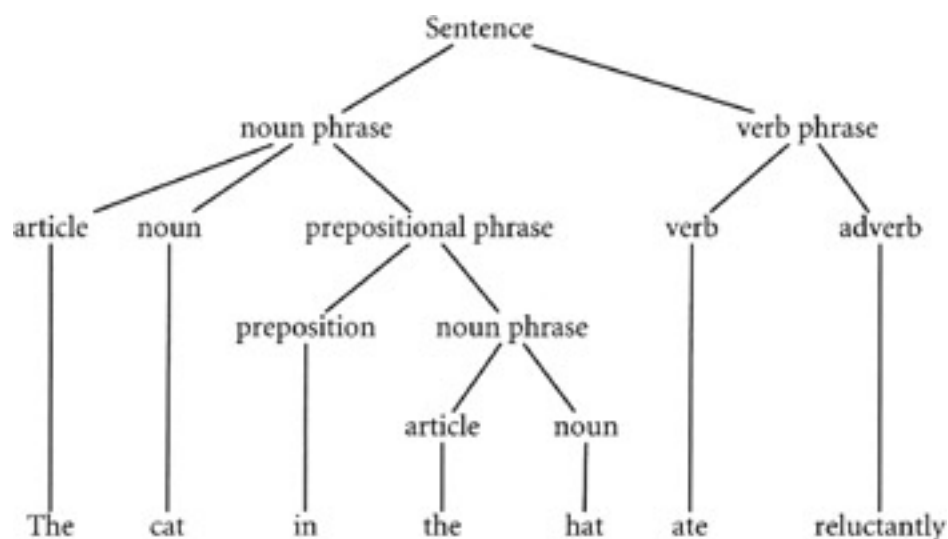 Sentence
noun phrase verb phrase
article noun prepositional phrase verb adverb
preposition noun phrase
article noun
The cat in the hat ate reluctantly